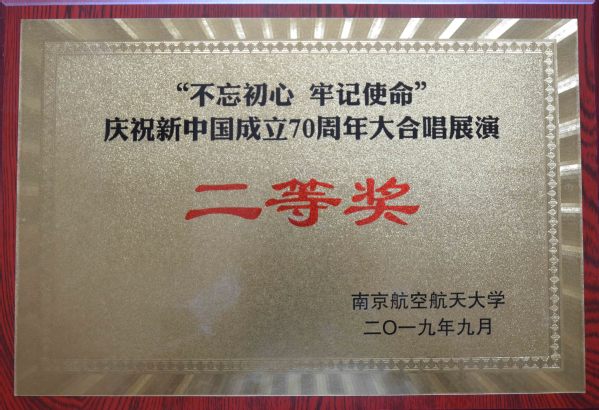 “不忘初心 牢记使命”
庆祝新中国成立70周年大合唱展演
二等奖
南京航空航天大学
二〇一九年九月